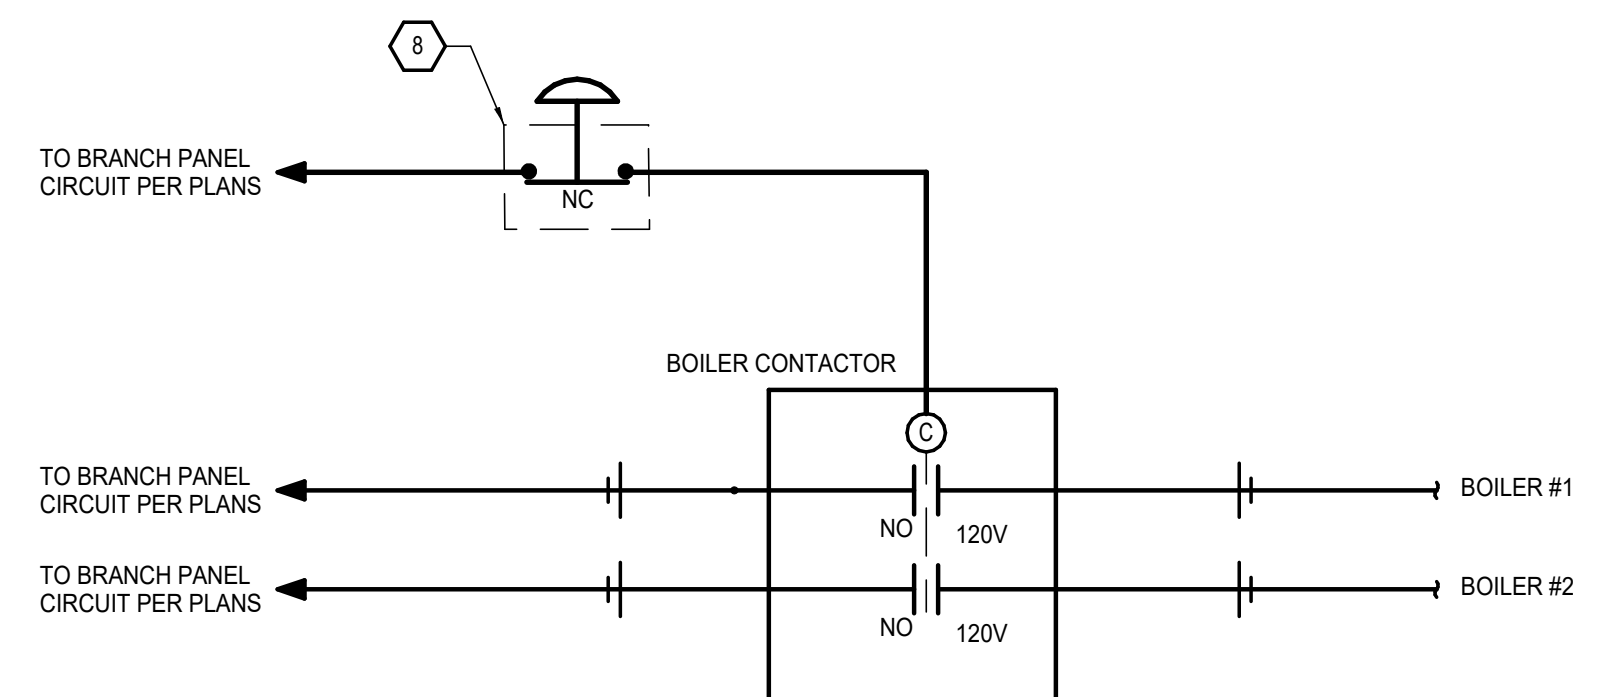 8
TO BRANCH PANEL
CIRCUIT PER PLANS
NC
BOILER CONTACTOR
C
TO BRANCH PANEL
CIRCUIT PER PLANS
BOILER #1
NO
120V
TO BRANCH PANEL
CIRCUIT PER PLANS
BOILER #2
NO
120V